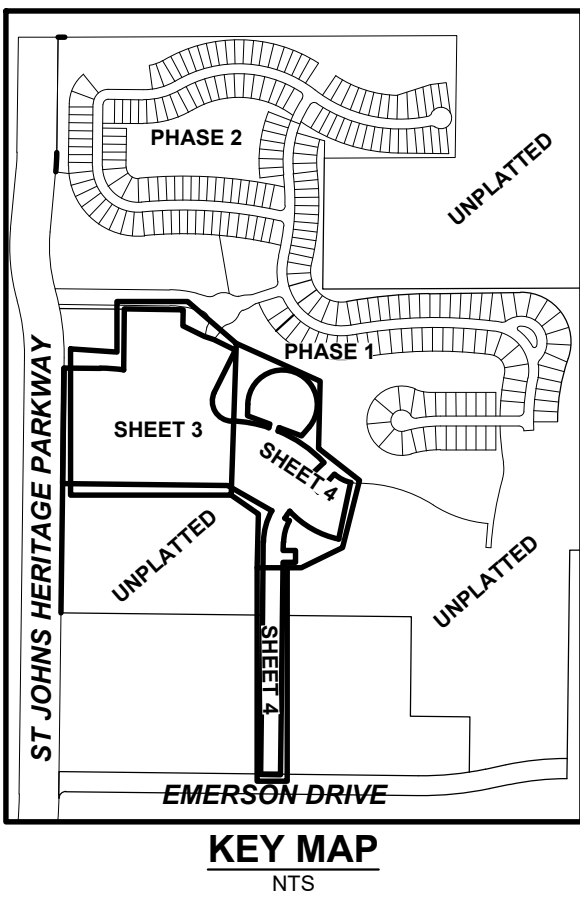 PHASE 2
UNPLATTED
ST JOHNS HERITAGE PARKWAY
PHASE 1
SHEET 3
SHEET 4
UNPLATTED
UNPLATTED
SHEET 4
EMERSON DRIVE
KEY MAP
NTS